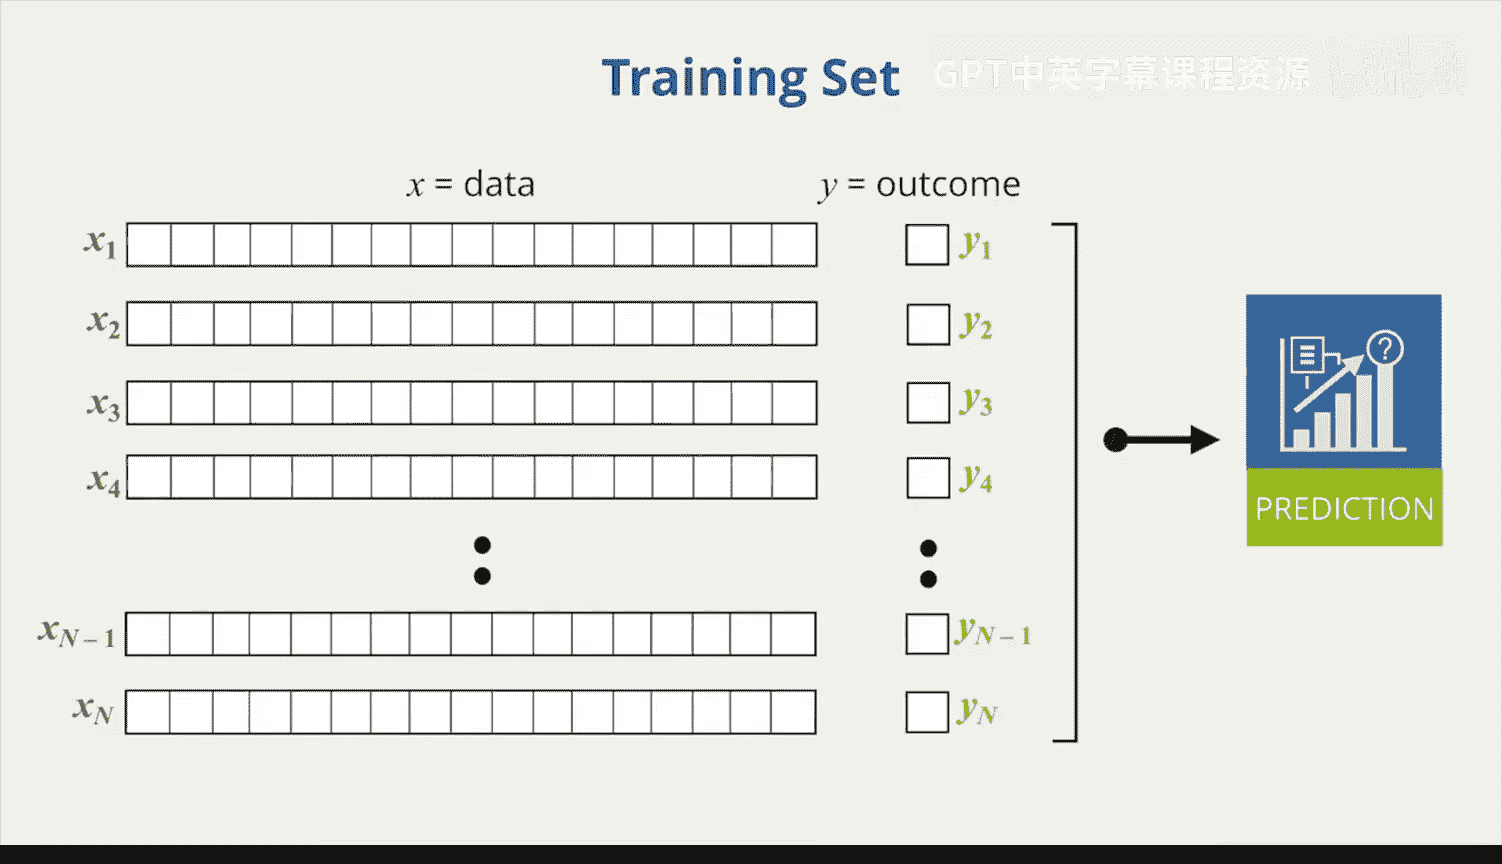 Training Set
GPT中英字幕课程资源
x = data y = outcome
x1 y1
x2 y2
x3 y3
x4 y4
?
PREDICTION
xN – 1 yN – 1
xN yN